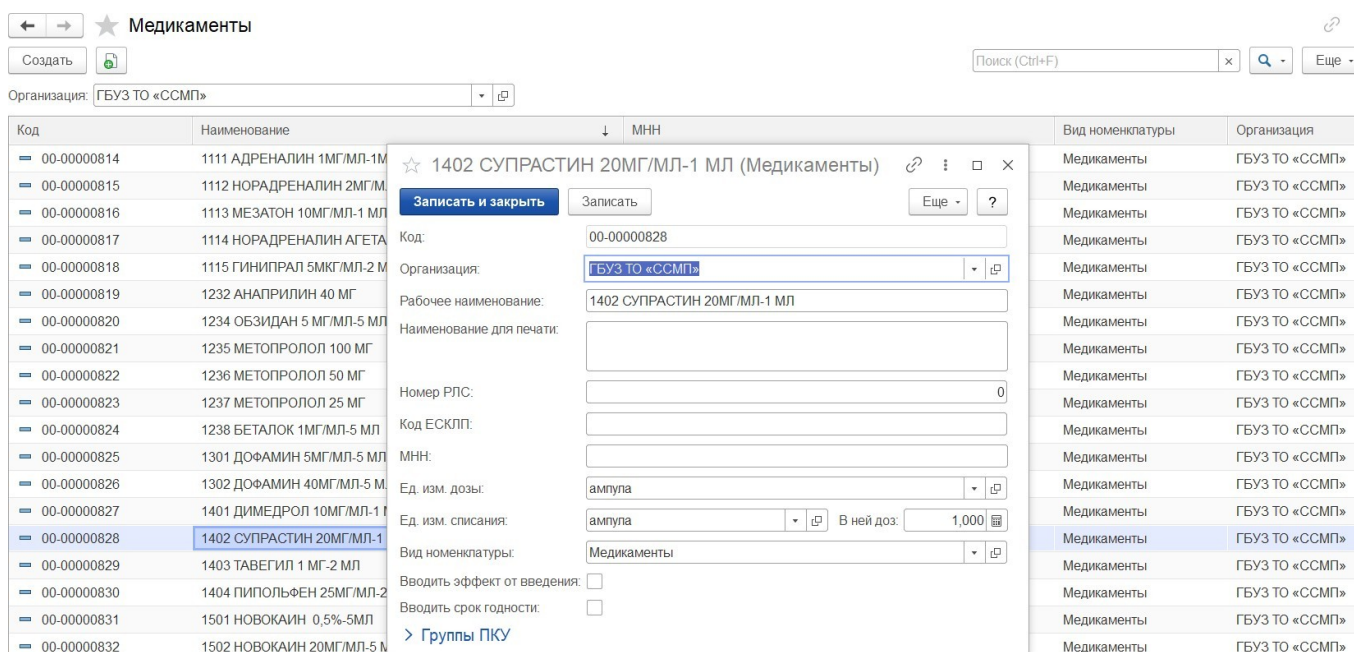 Медикаменты
Создать
Поиск (Ctrl+F)
×
Еще
Организация: ГБУЗ ТО «ССМП»
Код Наименование ↓ МНН Вид номенклатуры Организация
00-00000814 1111 АДРЕНАЛИН 1МГ/МЛ-1М Медикаменты ГБУЗ ТО «ССМП»
00-00000815 1112 НОРАДРЕНАЛИН 2МГ/М. Медикаменты ГБУЗ ТО «ССМП»
00-00000816 1113 МЕЗАТОН 10МГ/МЛ-1 МЛ Медикаменты ГБУЗ ТО «ССМП»
00-00000817 1114 НОРАДРЕНАЛИН АГЕТА Медикаменты ГБУЗ ТО «ССМП»
00-00000818 1115 ГИНИПРАЛ 5МКГ/МЛ-2 М Медикаменты ГБУЗ ТО «ССМП»
00-00000819 1232 АНАПРИЛИН 40 МГ Медикаменты ГБУЗ ТО «ССМП»
00-00000820 1234 ОБЗИДАН 5 МГ/МЛ-5 МЛ Медикаменты ГБУЗ ТО «ССМП»
00-00000821 1235 МЕТОПРОЛОЛ 100 МГ Медикаменты ГБУЗ ТО «ССМП»
00-00000822 1236 МЕТОПРОЛОЛ 50 МГ Медикаменты ГБУЗ ТО «ССМП»
00-00000823 1237 МЕТОПРОЛОЛ 25 МГ Медикаменты ГБУЗ ТО «ССМП»
00-00000824 1238 БЕТАЛОК 1МГ/МЛ-5 МЛ Медикаменты ГБУЗ ТО «ССМП»
00-00000825 1301 ДОФАМИН 5МГ/МЛ-5 МЛ Медикаменты ГБУЗ ТО «ССМП»
00-00000826 1302 ДОФАМИН 40МГ/МЛ-5 М. Медикаменты ГБУЗ ТО «ССМП»
00-00000827 1401 ДИМЕДРОЛ 10МГ/МЛ-1 Медикаменты ГБУЗ ТО «ССМП»
00-00000828 1402 СУПРАСТИН 20МГ/МЛ-1 Медикаменты ГБУЗ ТО «ССМП»
00-00000829 1403 ТАВЕГИЛ 1 МГ-2 МЛ Медикаменты ГБУЗ ТО «ССМП»
00-00000830 1404 ПИПОЛЬФЕН 25МГ/МЛ-2 Медикаменты ГБУЗ ТО «ССМП»
00-00000831 1501 НОВОКАИН 0,5%-5МЛ Медикаменты ГБУЗ ТО «ССМП»
00-00000832 1502 НОВОКАИН 20МГ/МЛ-5 М Медикаменты ГБУЗ ТО «ССМП»
1402 СУПРАСТИН 20МГ/МЛ-1 МЛ (Медикаменты)
Записать и закрыть Записать Еще ?
Код: 00-00000828
Организация: ГБУЗ ТО «ССМП»
Рабочее наименование: 1402 СУПРАСТИН 20МГ/МЛ-1 МЛ
Наименование для печати:
Номер РЛС: 0
Код ЕСКЛП:
МНН:
Ед. изм. дозы: ампула
Ед. изм. списания: ампула В ней доз: 1,000
Вид номенклатуры: Медикаменты
Вводить эффект от введения:
Вводить срок годности:
Группы ПКУ